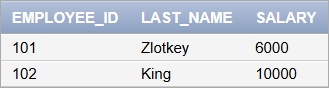 EMPLOYEE_ID LAST_NAME SALARY
101 Zlotkey 6000
102 King 10000